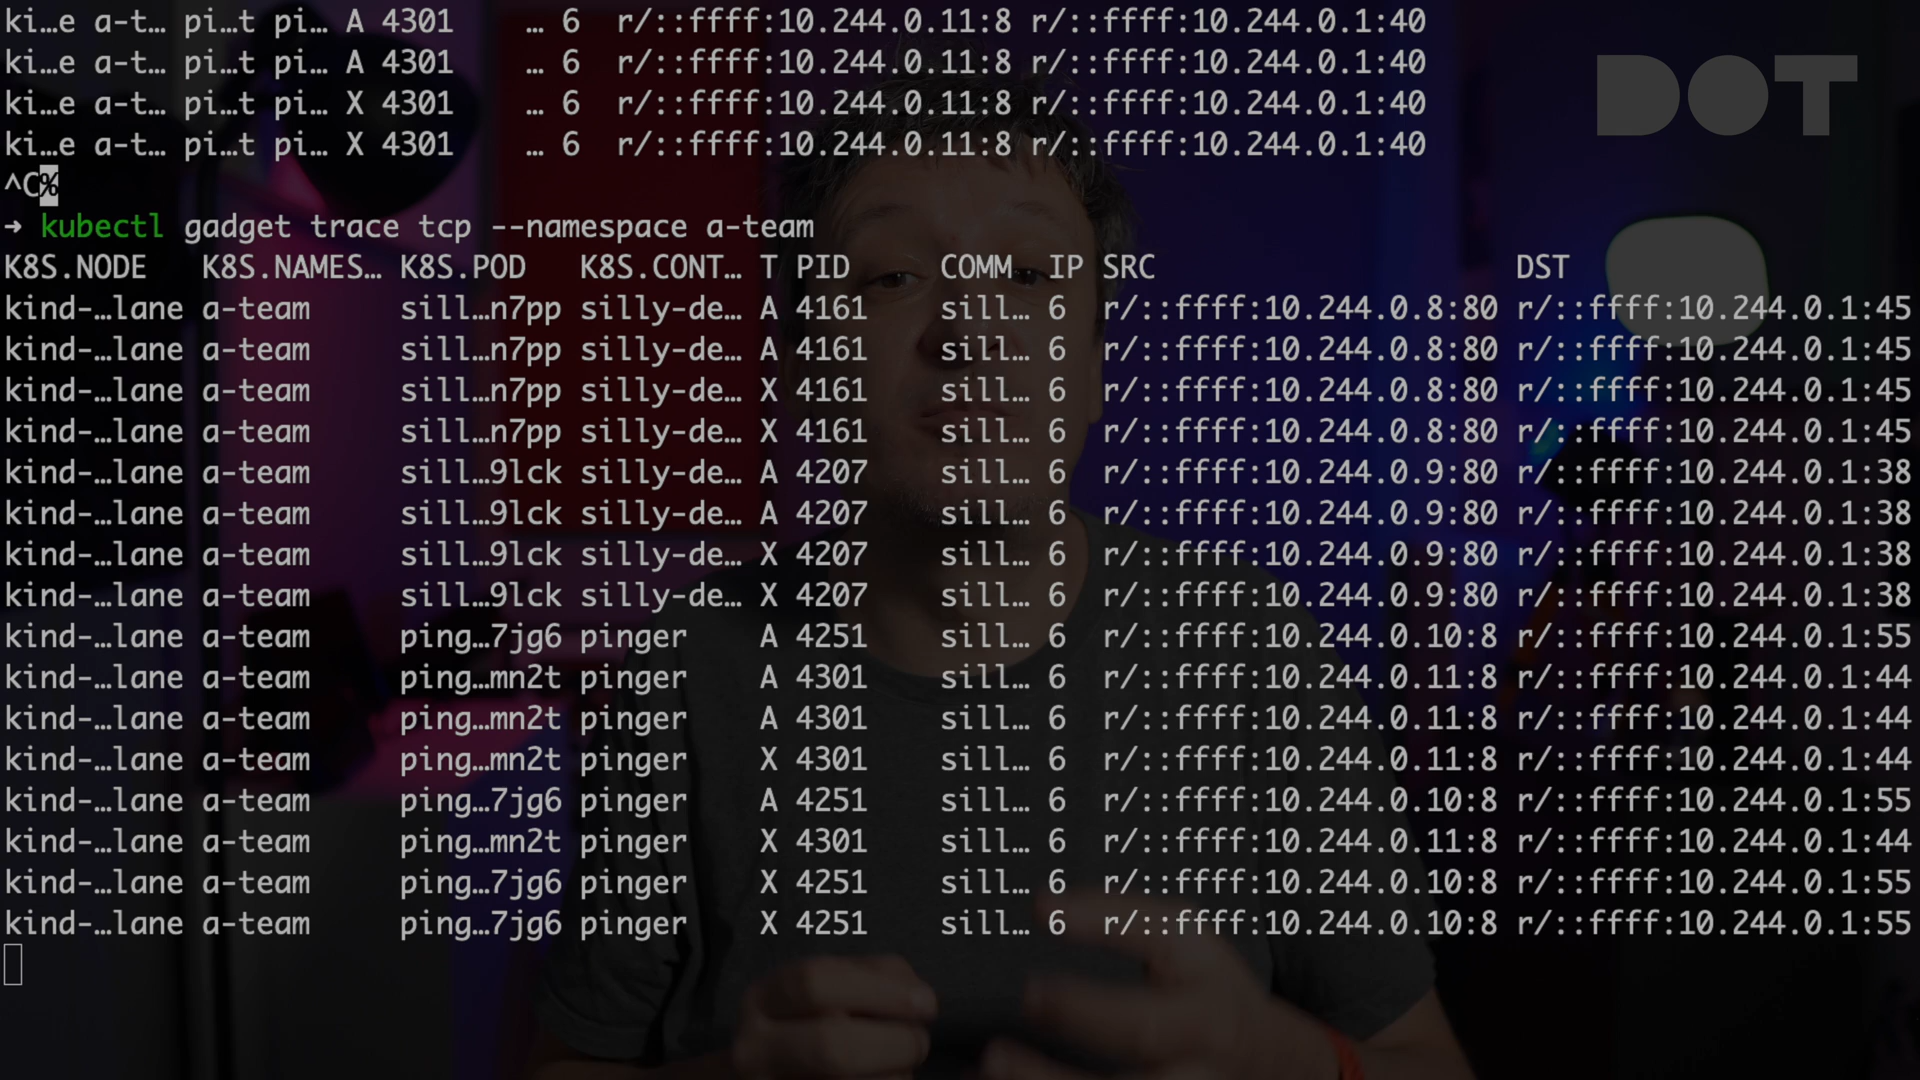 ki…e a-t… pi…t pi… A 4301 … 6 r/::ffff:10.244.0.11:8 r/::ffff:10.244.0.1:40
ki…e a-t… pi…t pi… A 4301 … 6 r/::ffff:10.244.0.11:8 r/::ffff:10.244.0.1:40
ki…e a-t… pi…t pi… X 4301 … 6 r/::ffff:10.244.0.11:8 r/::ffff:10.244.0.1:40
ki…e a-t… pi…t pi… X 4301 … 6 r/::ffff:10.244.0.11:8 r/::ffff:10.244.0.1:40
DOT
^C%
→ kubectl gadget trace tcp --namespace a-team
K8S.NODE K8S.NAMES… K8S.POD K8S.CONT… T PID COMM IP SRC DST
kind-…lane a-team sill…n7pp silly-de… A 4161 sill… 6 r/::ffff:10.244.0.8:80 r/::ffff:10.244.0.1:45
kind-…lane a-team sill…n7pp silly-de… A 4161 sill… 6 r/::ffff:10.244.0.8:80 r/::ffff:10.244.0.1:45
kind-…lane a-team sill…n7pp silly-de… X 4161 sill… 6 r/::ffff:10.244.0.8:80 r/::ffff:10.244.0.1:45
kind-…lane a-team sill…n7pp silly-de… X 4161 sill… 6 r/::ffff:10.244.0.8:80 r/::ffff:10.244.0.1:45
kind-…lane a-team sill…9lck silly-de… A 4207 sill… 6 r/::ffff:10.244.0.9:80 r/::ffff:10.244.0.1:38
kind-…lane a-team sill…9lck silly-de… A 4207 sill… 6 r/::ffff:10.244.0.9:80 r/::ffff:10.244.0.1:38
kind-…lane a-team sill…9lck silly-de… X 4207 sill… 6 r/::ffff:10.244.0.9:80 r/::ffff:10.244.0.1:38
kind-…lane a-team sill…9lck silly-de… X 4207 sill… 6 r/::ffff:10.244.0.9:80 r/::ffff:10.244.0.1:38
kind-…lane a-team ping…7jg6 pinger A 4251 sill… 6 r/::ffff:10.244.0.10:8 r/::ffff:10.244.0.1:55
kind-…lane a-team ping…mn2t pinger A 4301 sill… 6 r/::ffff:10.244.0.11:8 r/::ffff:10.244.0.1:44
kind-…lane a-team ping…mn2t pinger A 4301 sill… 6 r/::ffff:10.244.0.11:8 r/::ffff:10.244.0.1:44
kind-…lane a-team ping…mn2t pinger X 4301 sill… 6 r/::ffff:10.244.0.11:8 r/::ffff:10.244.0.1:44
kind-…lane a-team ping…7jg6 pinger A 4251 sill… 6 r/::ffff:10.244.0.10:8 r/::ffff:10.244.0.1:55
kind-…lane a-team ping…mn2t pinger X 4301 sill… 6 r/::ffff:10.244.0.11:8 r/::ffff:10.244.0.1:44
kind-…lane a-team ping…7jg6 pinger X 4251 sill… 6 r/::ffff:10.244.0.10:8 r/::ffff:10.244.0.1:55
kind-…lane a-team ping…7jg6 pinger X 4251 sill… 6 r/::ffff:10.244.0.10:8 r/::ffff:10.244.0.1:55